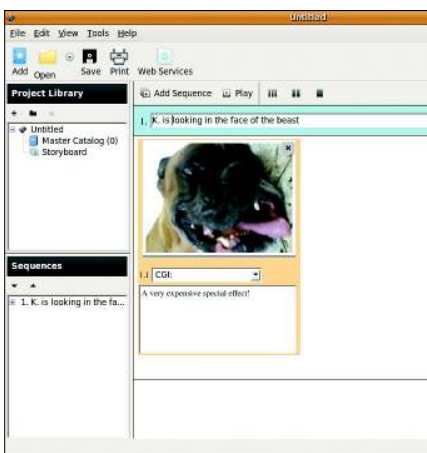 Untitled
File Edit View Tools Help
Add Open Save Print Web Services
Project Library
Untitled
Master Catalog (0)
Storyboard
Sequences
1. K. is looking in the fa...
Add Sequence Play
1. K. is looking in the face of the beast
1.1 CGI:
A very expensive special effect!